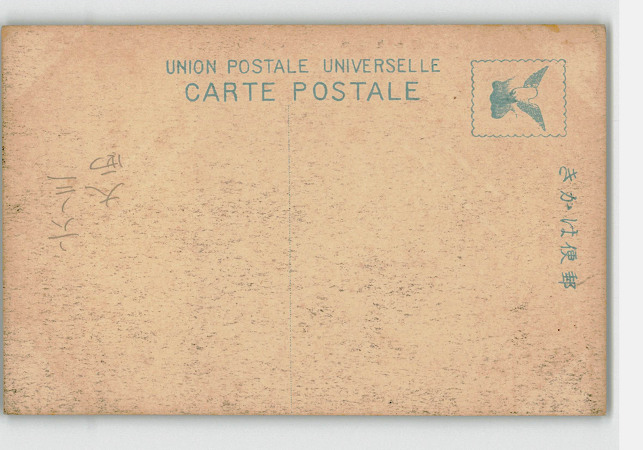 UNION POSTALE UNIVERSELLE
CARTE POSTALE
郵便はかき